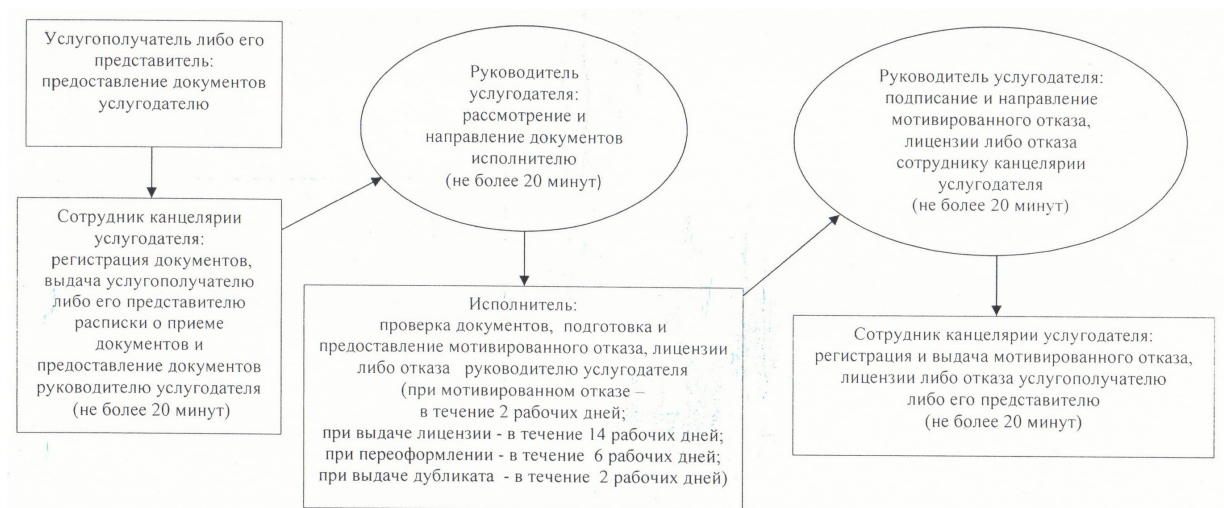 Услугополучатель либо его
представитель:
предоставление документов
услугодателю
Сотрудник канцелярии
услугодателя:
регистрация документов,
выдача услугополучателю
либо его представителю
расписки о приеме
документов и
предоставление документов
руководителю услугодателя
(не более 20 минут)
Руководитель
услугодателя:
рассмотрение и
направление документов
исполнителю
(не более 20 минут)
Исполнитель:
проверка документов, подготовка и
предоставление мотивированного отказа, лицензии
либо отказа руководителю услугодателя
(при мотивированном отказе –
в течение 2 рабочих дней;
при выдаче лицензии - в течение 14 рабочих дней;
при переоформлении - в течение 6 рабочих дней;
при выдаче дубликата - в течение 2 рабочих дней)
Руководитель услугодателя:
подписание и направление
мотивированного отказа,
лицензии либо отказа
сотруднику канцелярии
услугодателя
(не более 20 минут)
Сотрудник канцелярии услугодателя:
регистрация и выдача мотивированного отказа,
лицензии либо отказа услугополучателю
либо его представителю
(не более 20 минут)